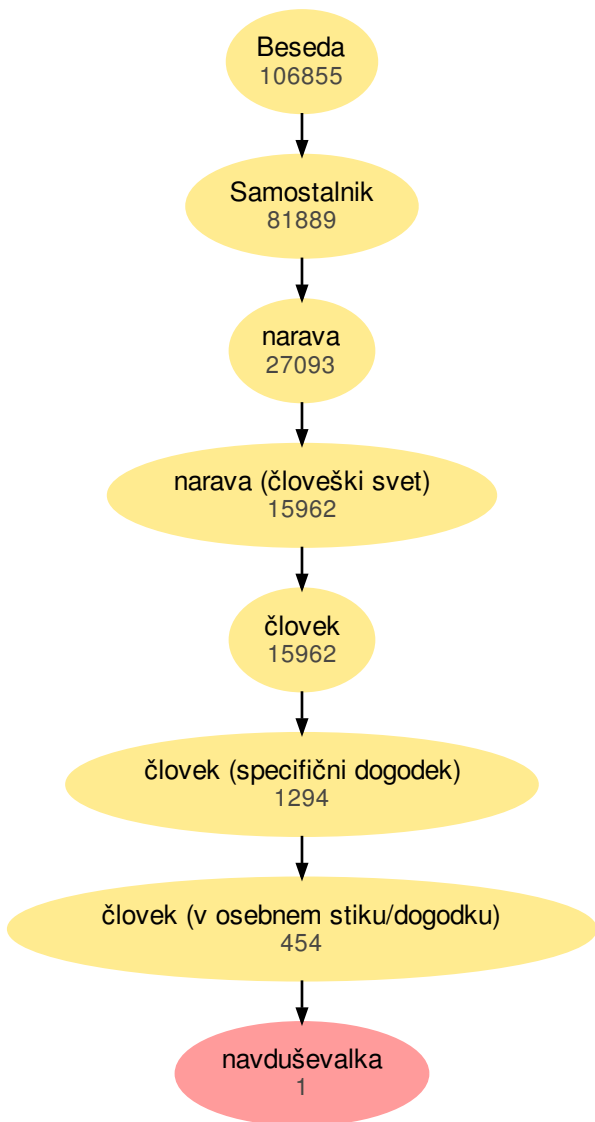 Beseda
106855
Samostalnik
81889
narava
27093
narava (človeški svet)
15962
človek
15962
človek (specifični dogodek)
1294
človek (v osebnem stiku/dogodku)
454
navduševalka
1